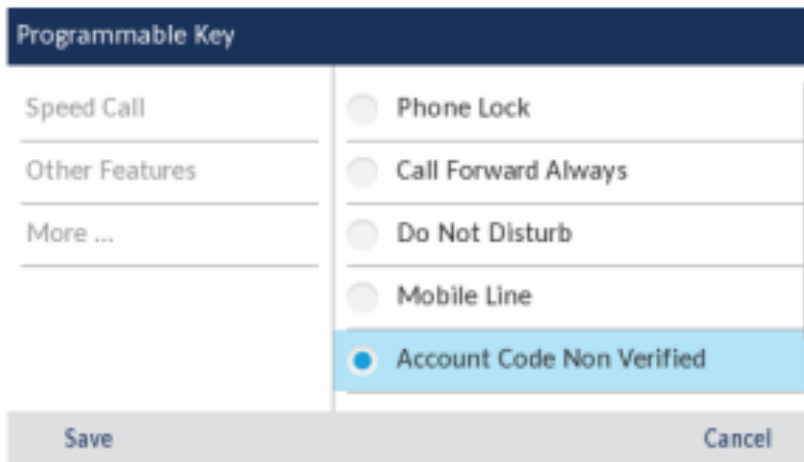 Programmable Key
Speed Call
Other Features
More ...
Phone Lock
Call Forward Always
Do Not Disturb
Mobile Line
Account Code Non Verified
Save
Cancel